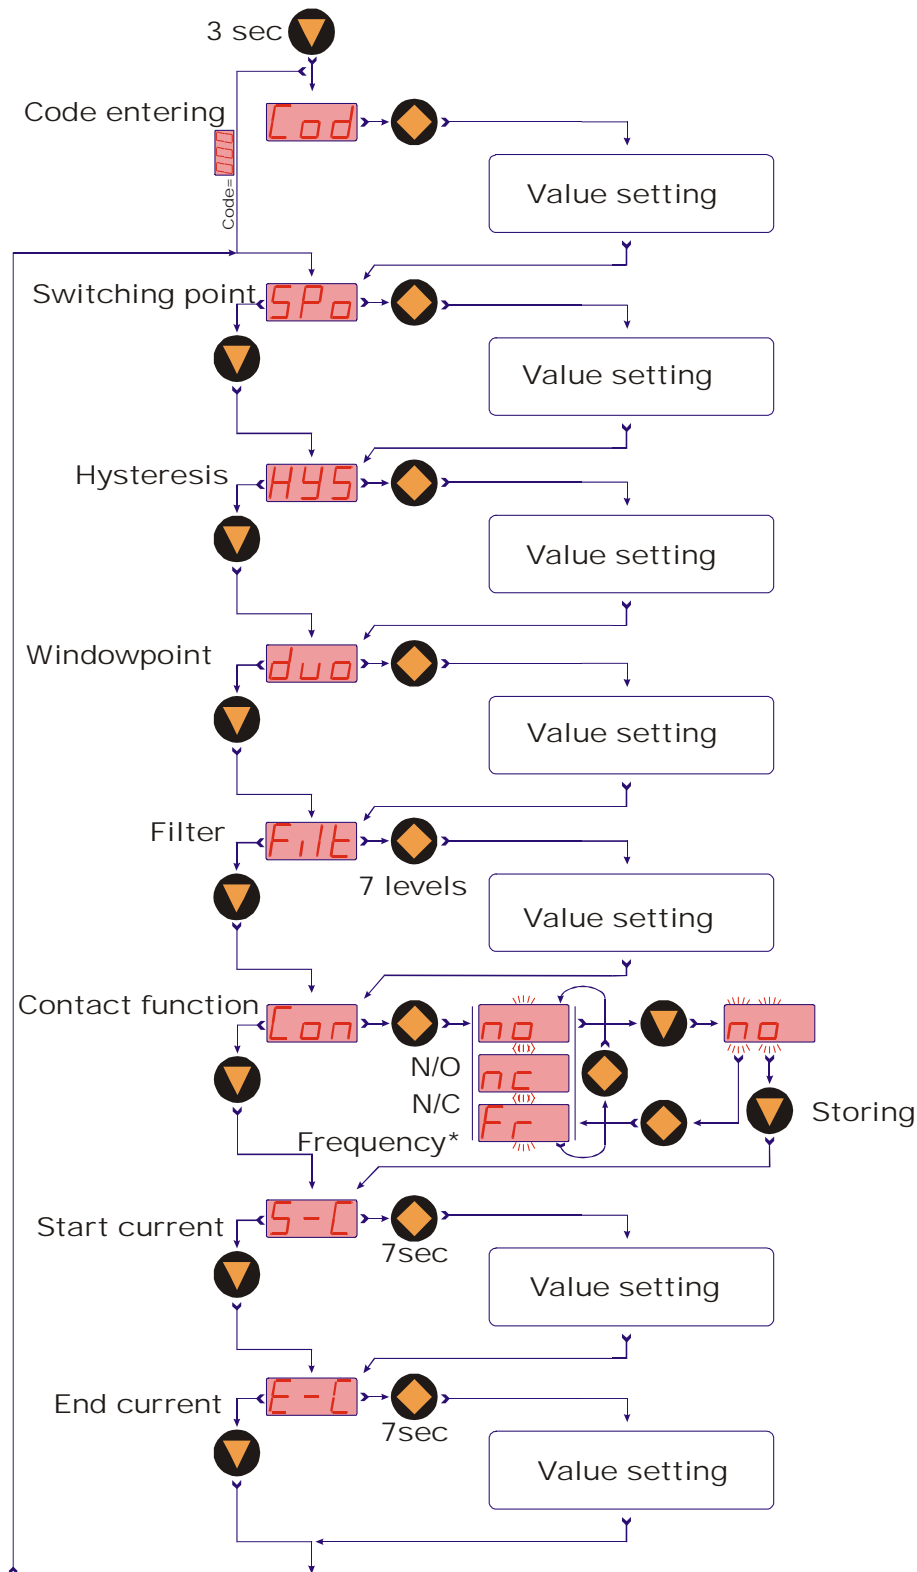 3 sec
Code entering
Cod
Code=000
Value setting
Switching point
SPo
Value setting
Hysteresis
HYS
Value setting
Windowpoint
duo
Value setting
Filter
Filt
7 levels
Value setting
Contact function
Con
no
no
N/O
nc
N/C
Fr
Storing
Frequency*
S-C
Start current
7sec
Value setting
E-C
End current
7sec
Value setting